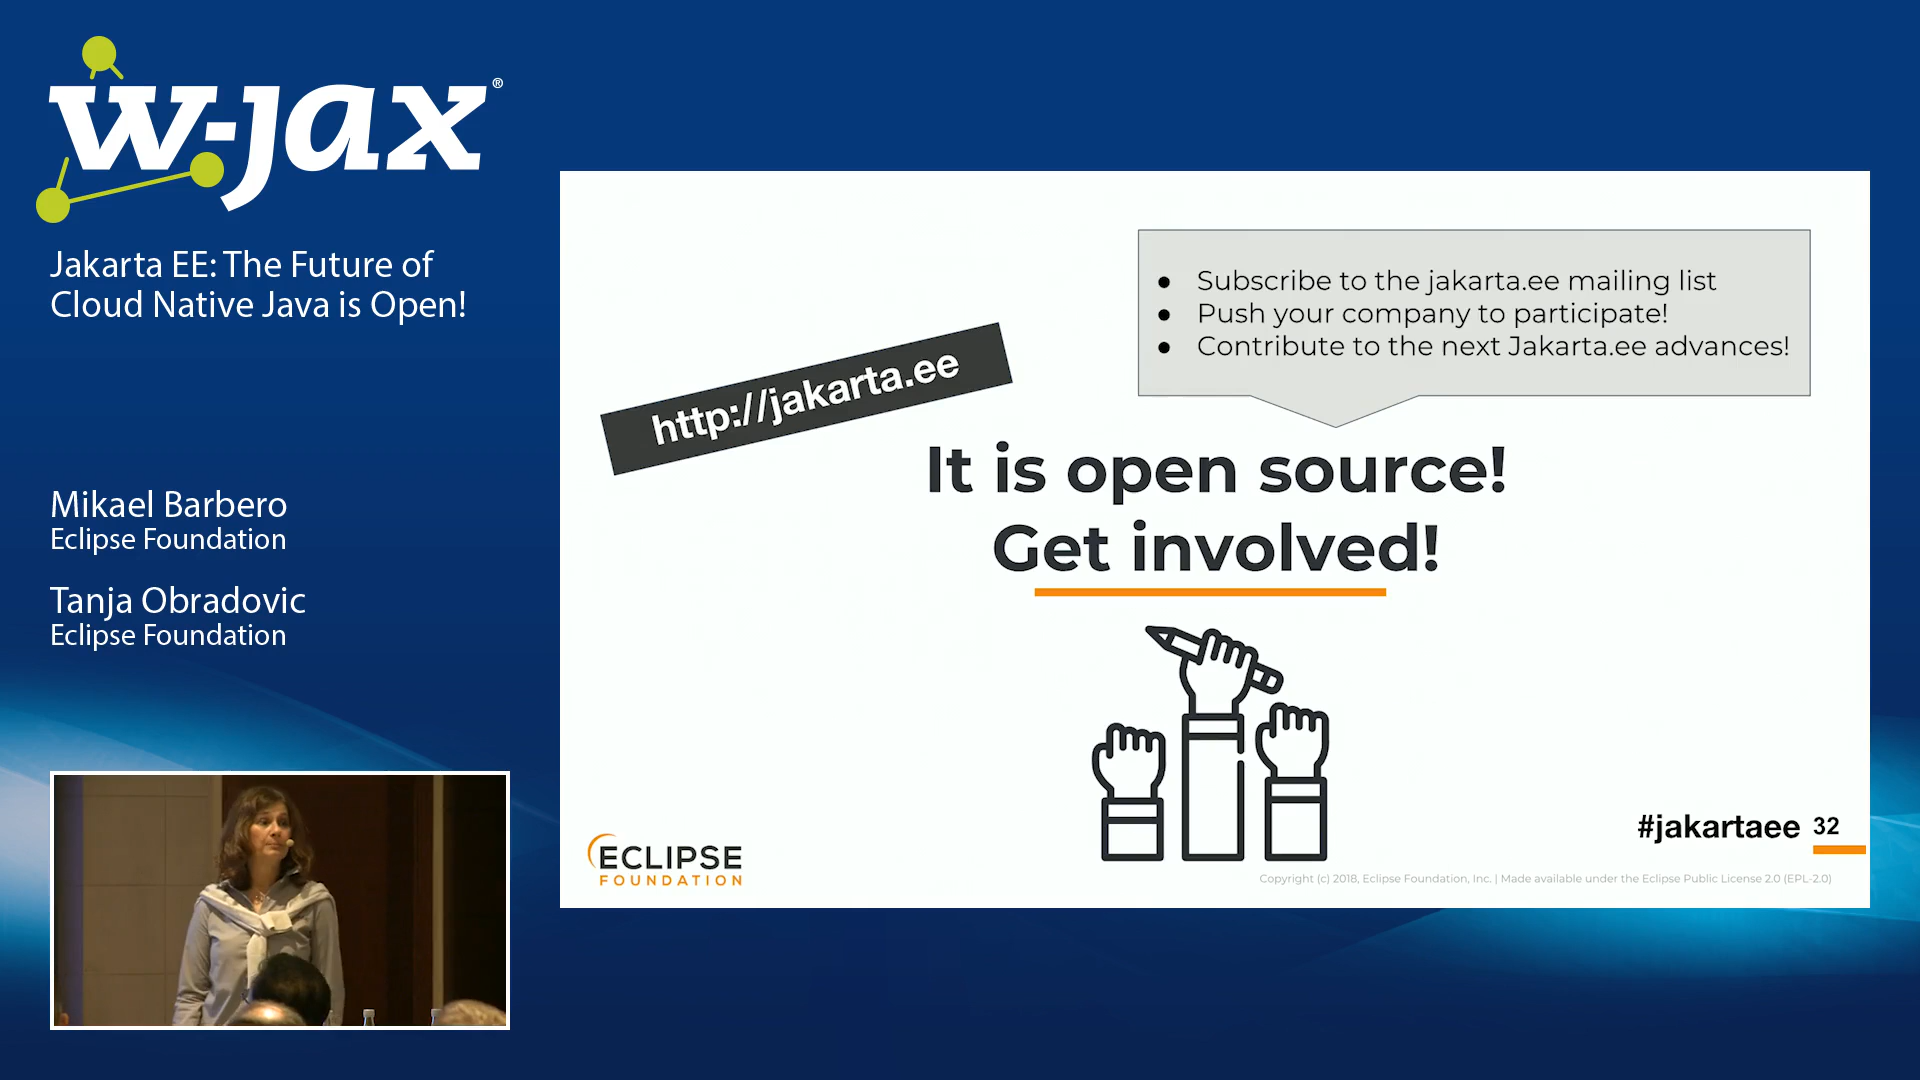 w-jax®
Jakarta EE: The Future of
Cloud Native Java is Open!
Mikael Barbero
Eclipse Foundation
Tanja Obradovic
Eclipse Foundation
● Subscribe to the jakarta.ee mailing list
● Push your company to participate!
● Contribute to the next Jakarta.ee advances!
http://jakarta.ee
It is open source!
Get involved!
#jakartaee 32
ECLIPSE
FOUNDATION
Copyright (c) 2018, Eclipse Foundation, Inc. | Made available under the Eclipse Public License 2.0 (EPL-2.0)